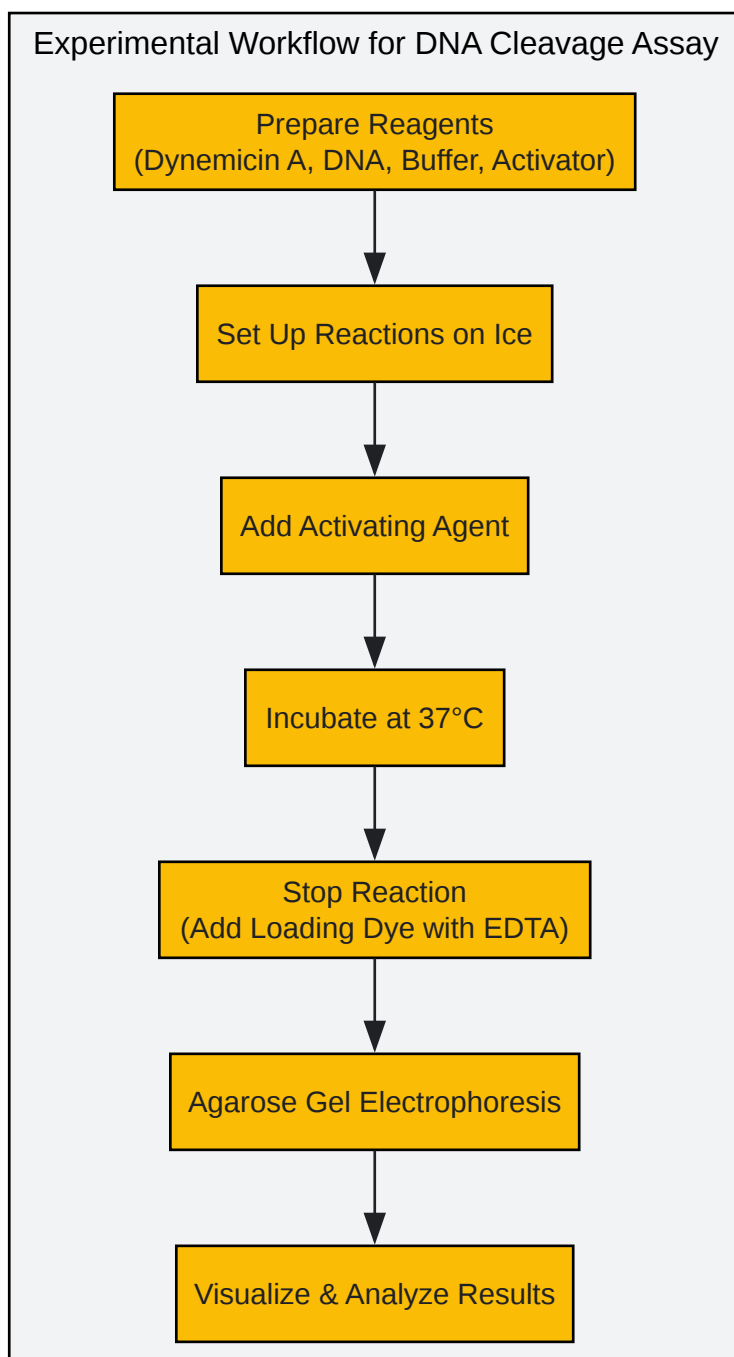 Experimental Workflow for DNA Cleavage Assay
Prepare Reagents
(Dynemicin A, DNA, Buffer, Activator)
Set Up Reactions on Ice
Add Activating Agent
Incubate at 37°C
Stop Reaction
(Add Loading Dye with EDTA)
Agarose Gel Electrophoresis
Visualize & Analyze Results